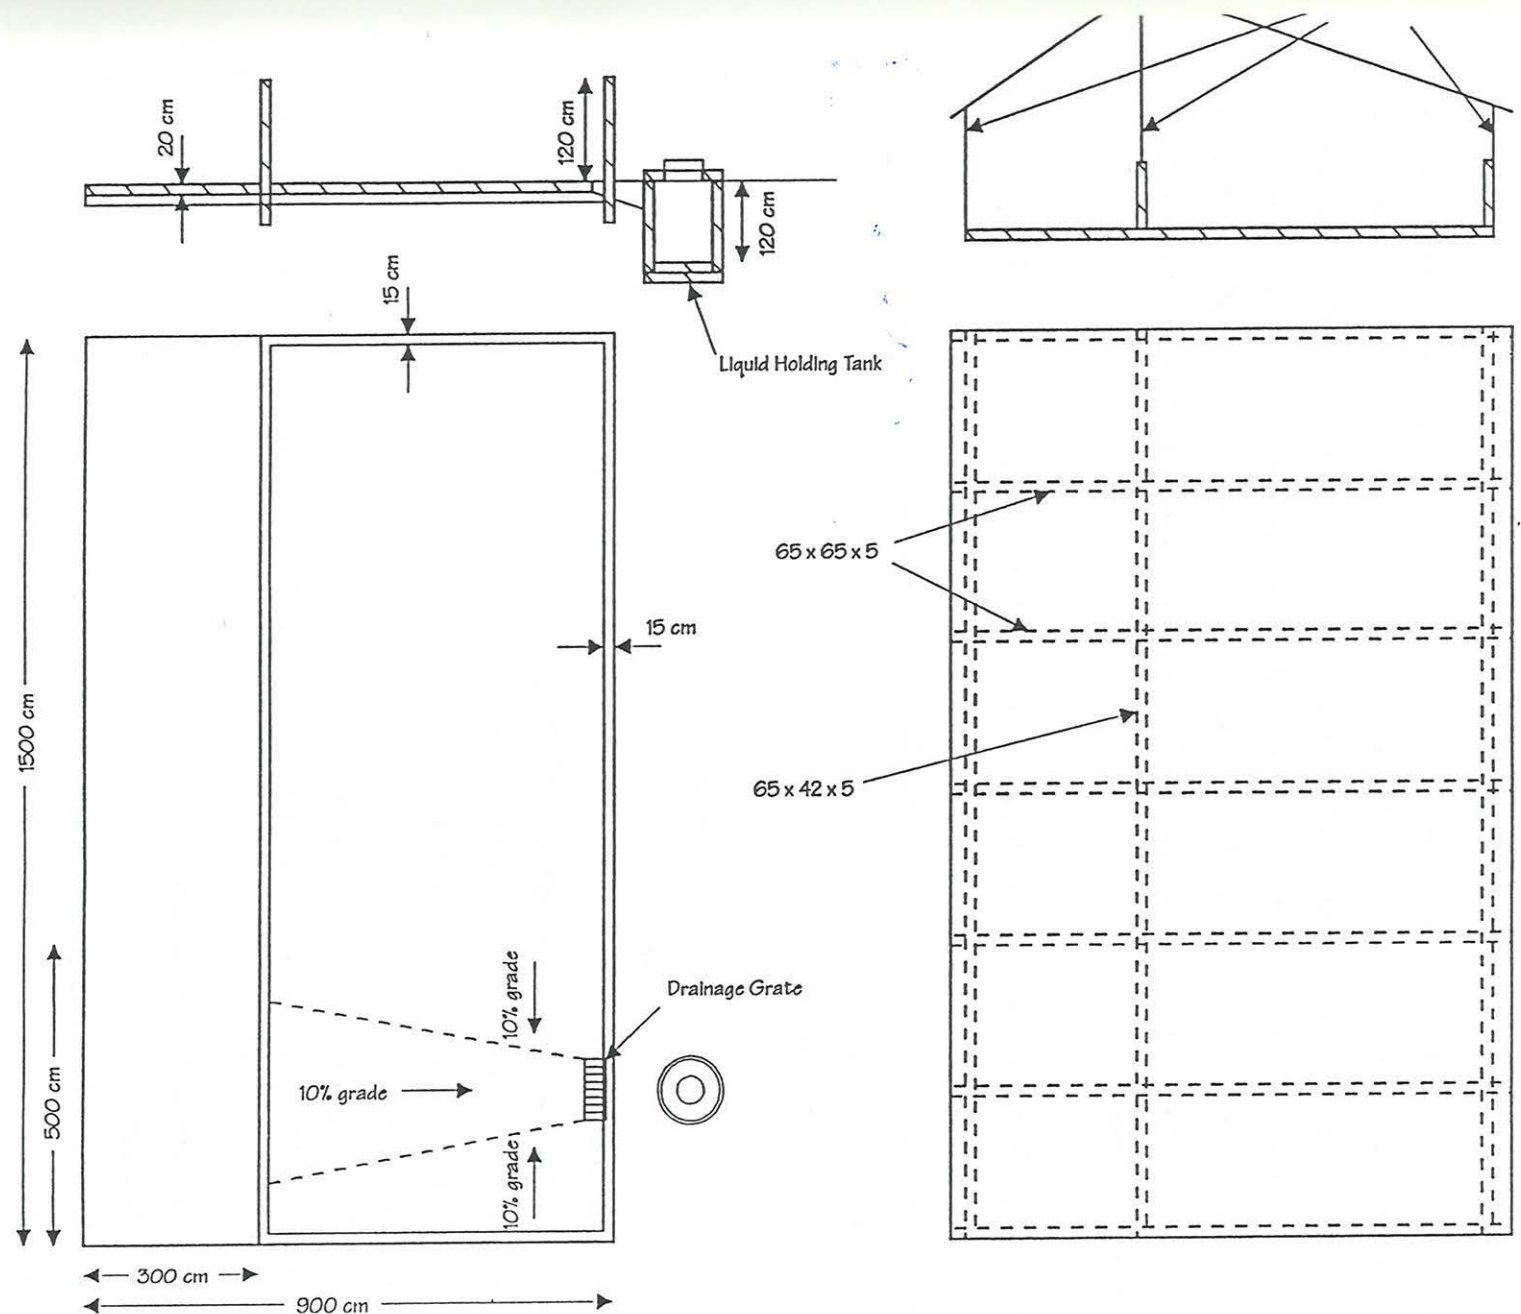 20 cm
120 cm
120 cm
15 cm
Liquid Holding Tank
65 x 65 x 5
15 cm
1500 cm
65 x 42 x 5
10% grade
Drainage Grate
10% grade
500 cm
10% grade
300 cm
900 cm